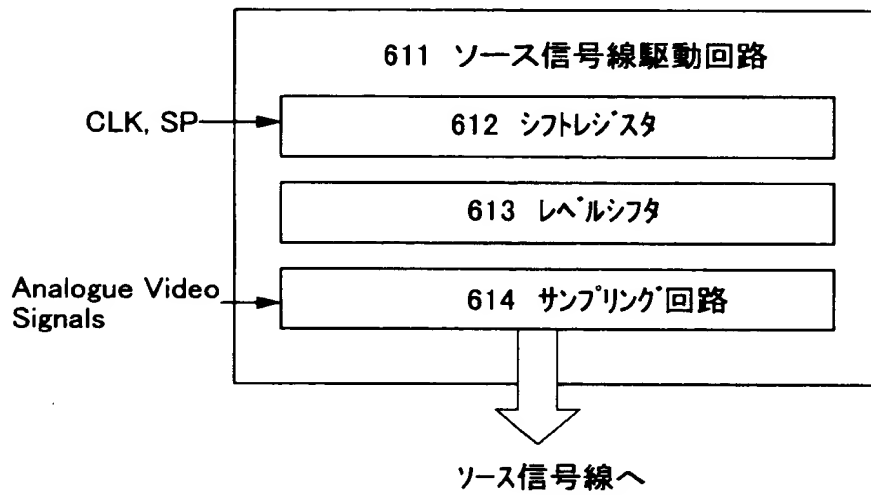 611 ソース信号線駆動回路
CLK, SP
612 シフトレジスタ
613 レベルシフタ
Analogue Video
Signals
614 サンプリング回路
ソース信号線へ